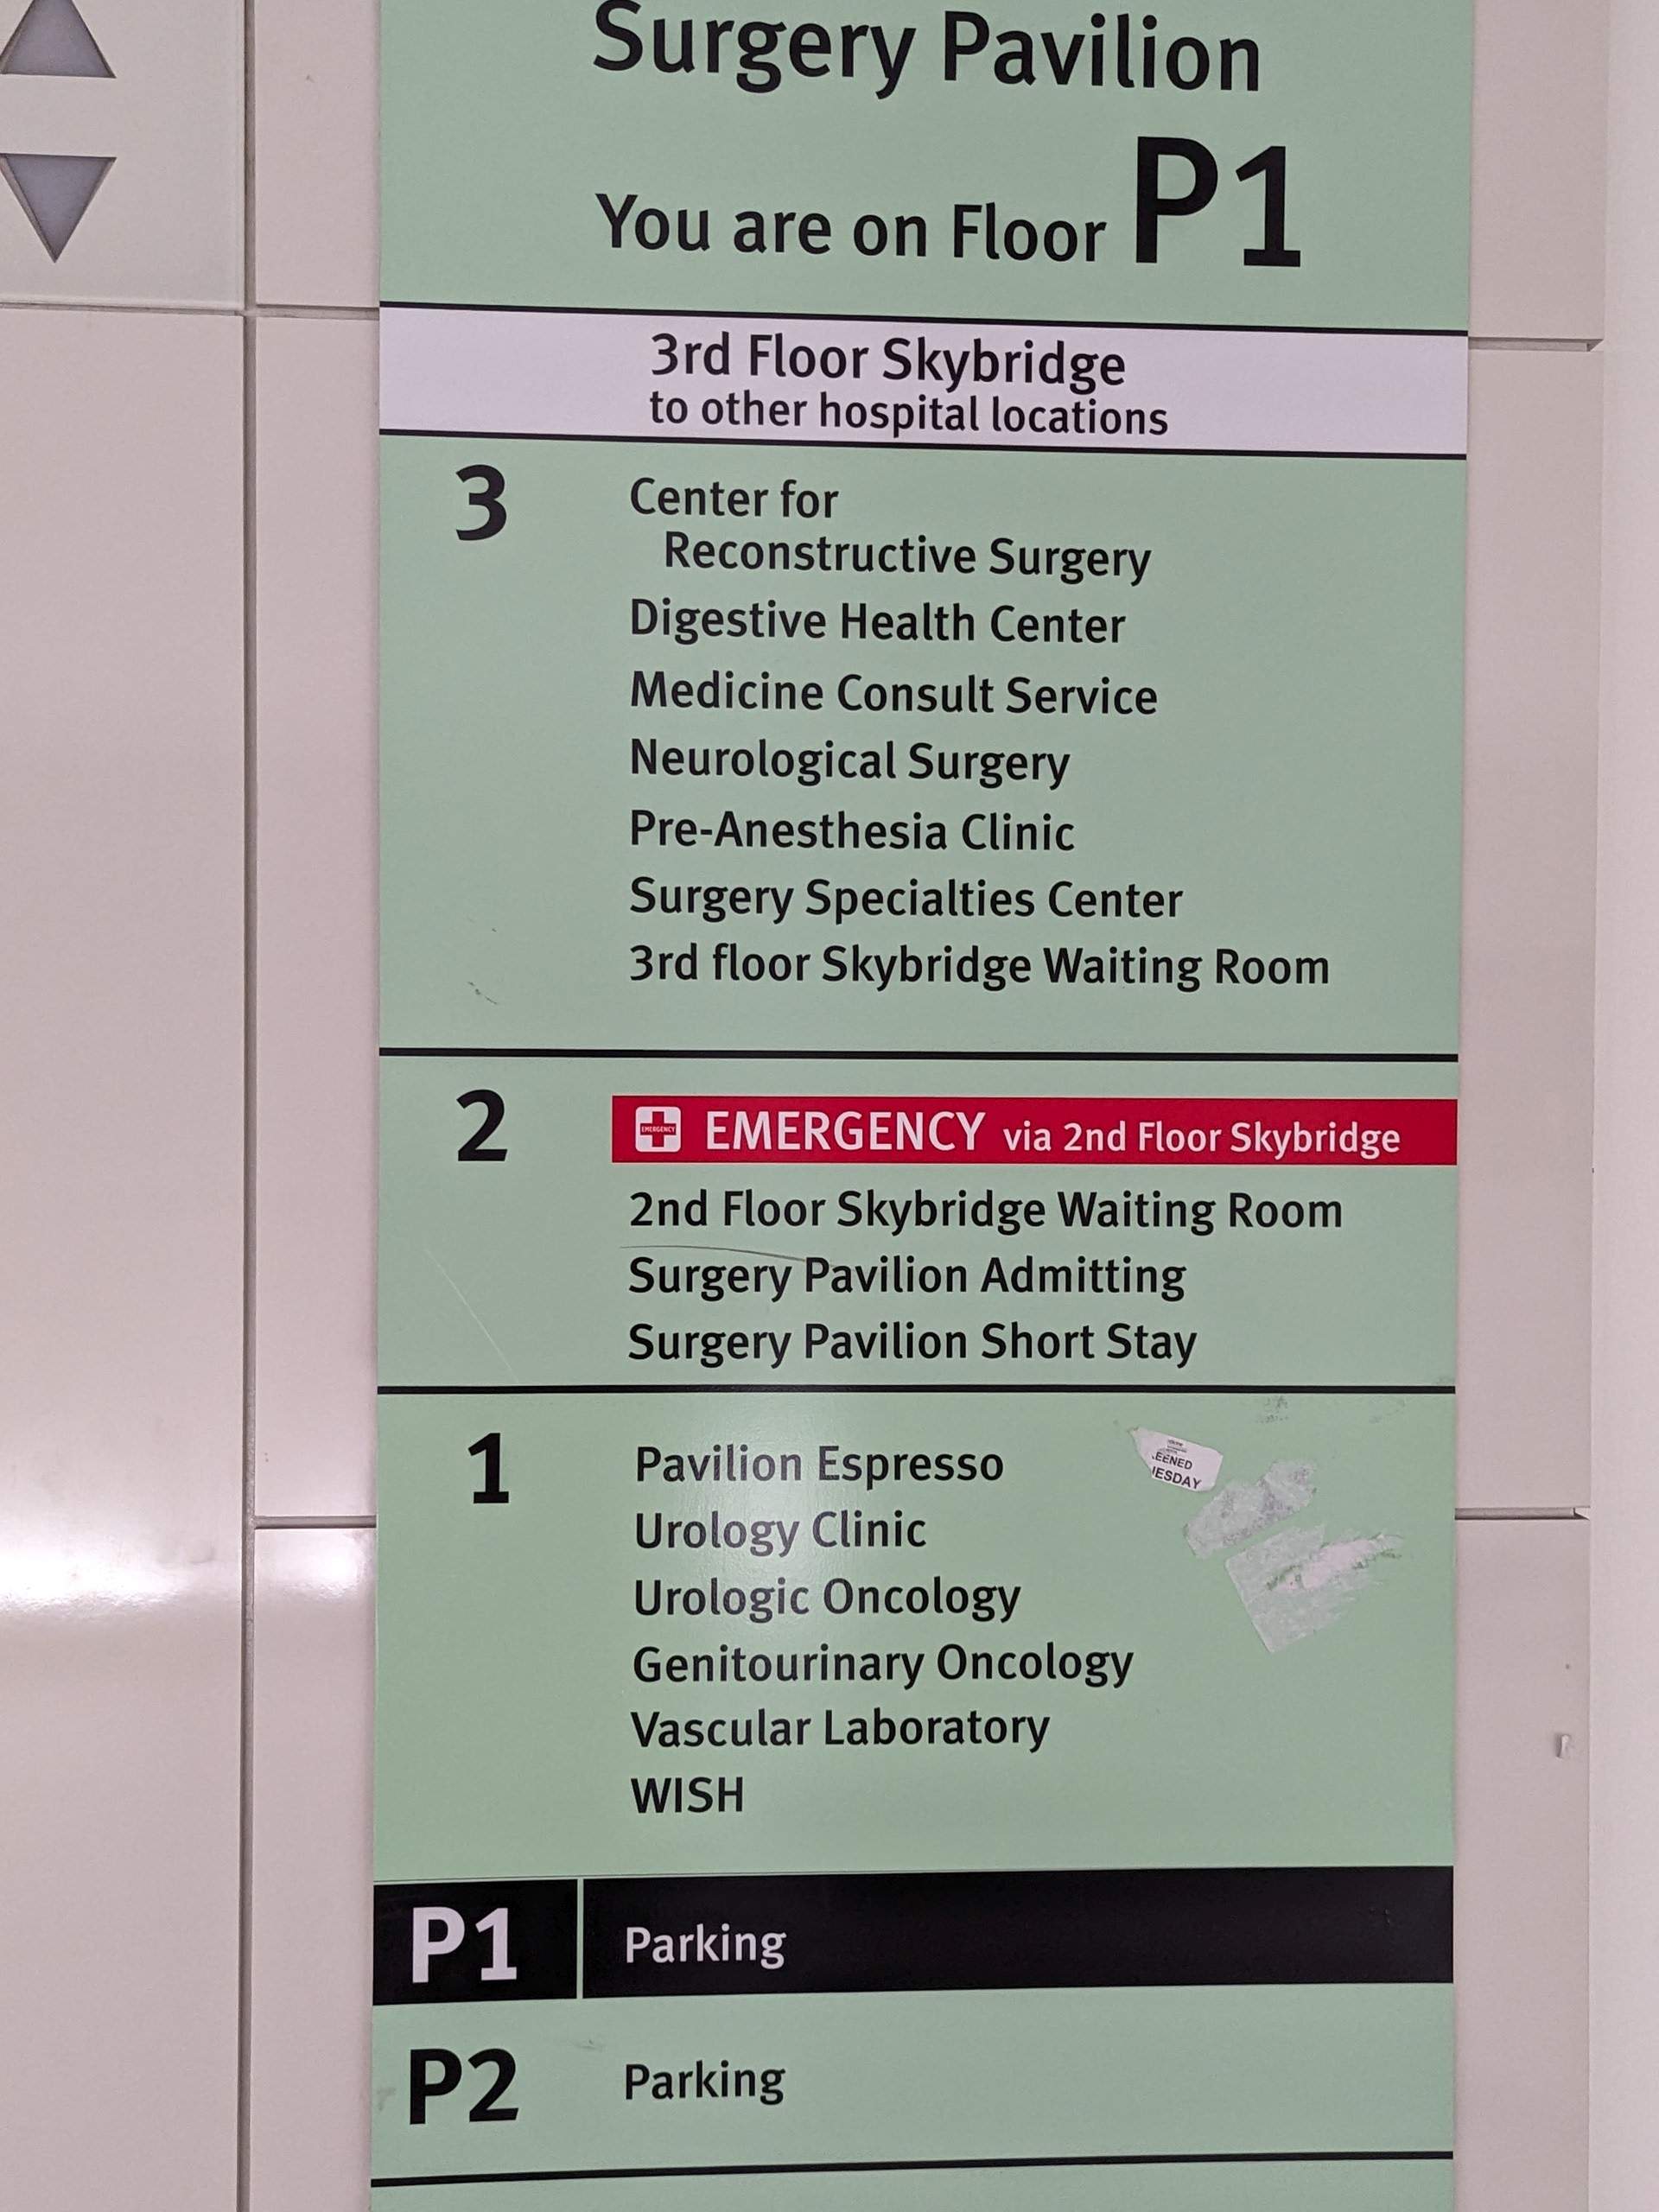 Surgery Pavilion
You are on Floor P1
3rd Floor Skybridge
to other hospital locations
3 Center for
Reconstructive Surgery
Digestive Health Center
Medicine Consult Service
Neurological Surgery
Pre-Anesthesia Clinic
Surgery Specialties Center
3rd floor Skybridge Waiting Room
2 EMERGENCY EMERGENCY via 2nd Floor Skybridge
2nd Floor Skybridge Waiting Room
Surgery Pavilion Admitting
Surgery Pavilion Short Stay
1 Pavilion Espresso
EENED
ESDAY
Urology Clinic
Urologic Oncology
Genitourinary Oncology
Vascular Laboratory
WISH
P1 Parking
P2 Parking